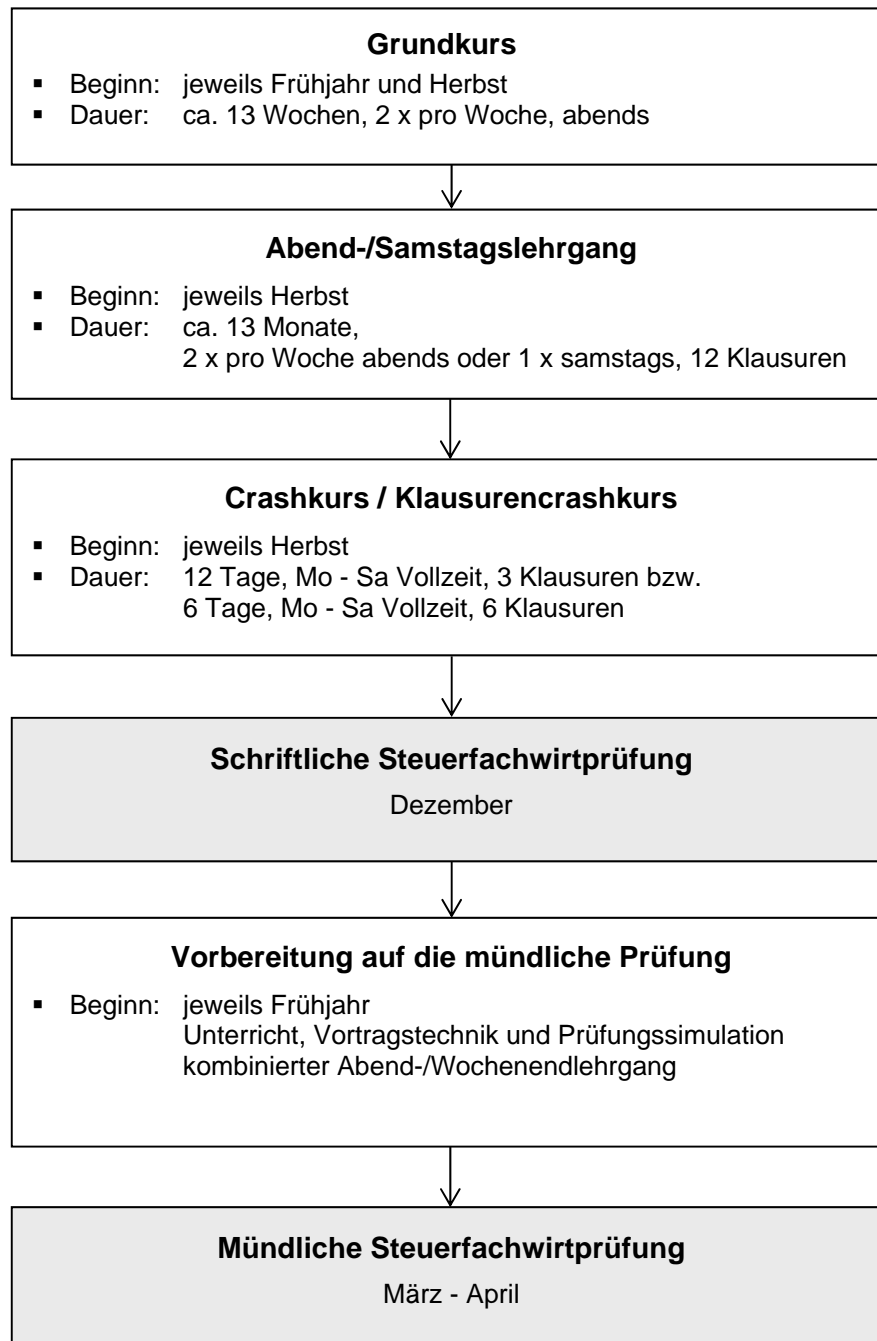 Grundkurs
▪ Beginn: jeweils Frühjahr und Herbst
▪ Dauer: ca. 13 Wochen, 2 x pro Woche, abends
Abend-/Samstagslehrgang
▪ Beginn: jeweils Herbst
▪ Dauer: ca. 13 Monate,
2 x pro Woche abends oder 1 x samstags, 12 Klausuren
Crashkurs / Klausurencrashkurs
▪ Beginn: jeweils Herbst
▪ Dauer: 12 Tage, Mo - Sa Vollzeit, 3 Klausuren bzw.
6 Tage, Mo - Sa Vollzeit, 6 Klausuren
Schriftliche Steuerfachwirtprüfung
Dezember
Vorbereitung auf die mündliche Prüfung
▪ Beginn: jeweils Frühjahr
Unterricht, Vortragstechnik und Prüfungssimulation
kombinierter Abend-/Wochenendlehrgang
Mündliche Steuerfachwirtprüfung
März - April